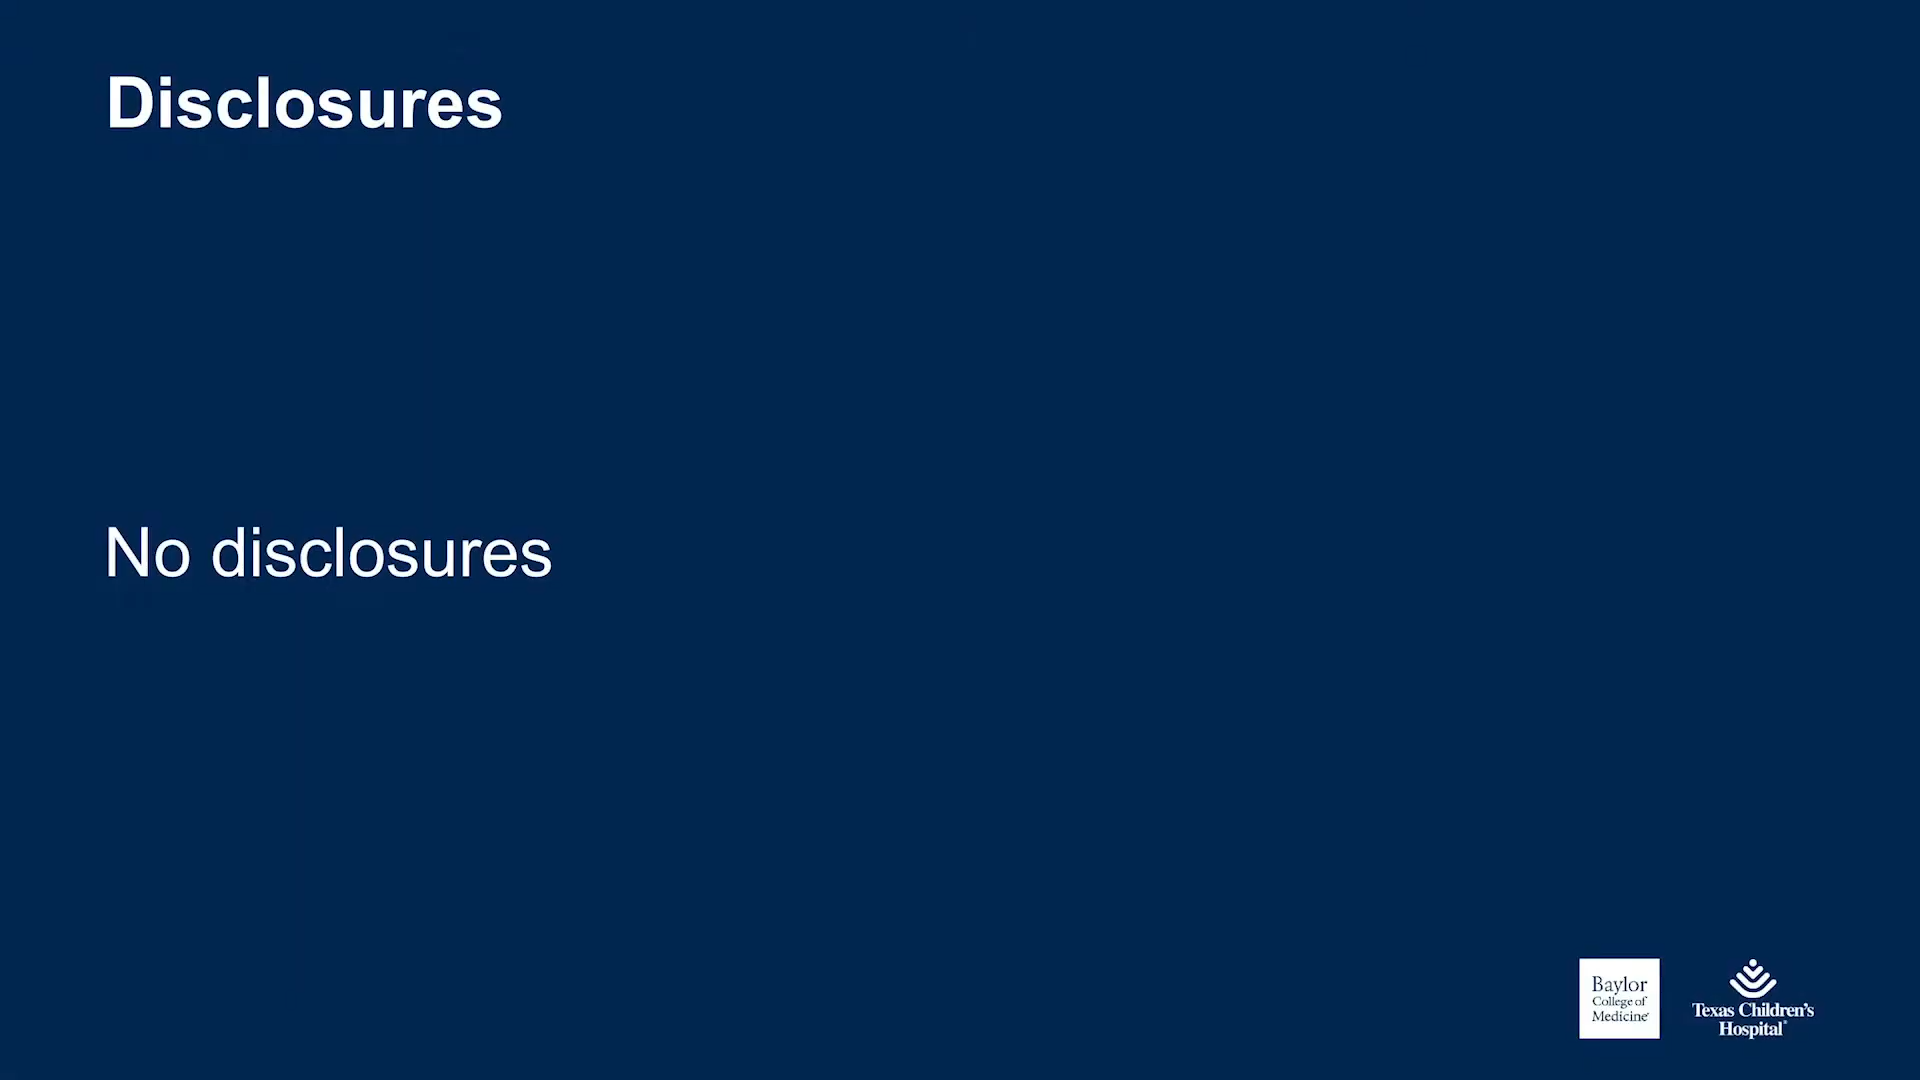 Disclosures
No disclosures
Baylor
College of
Medicine®
Texas Children's
Hospital®